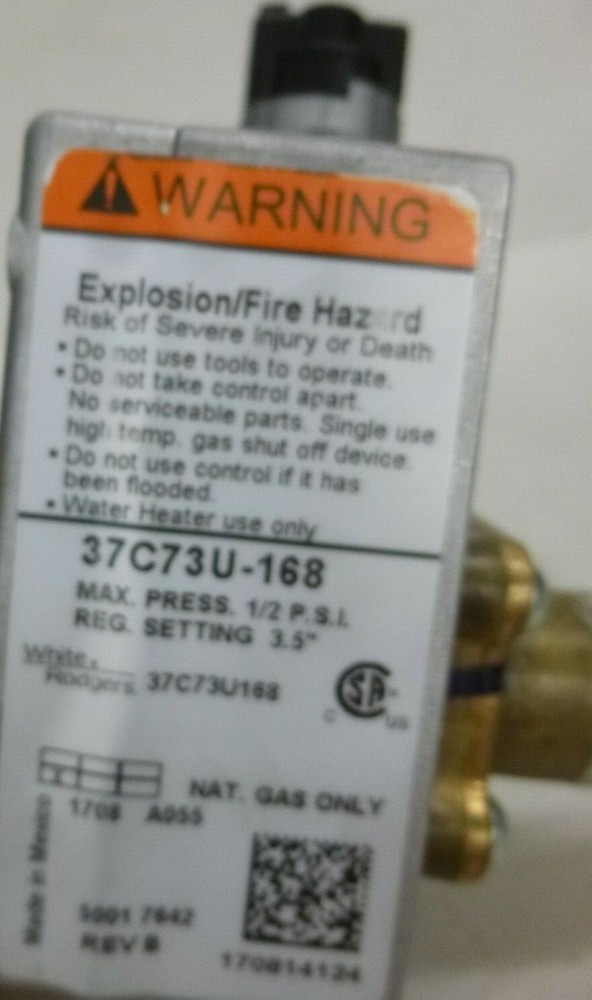 WARNING
Explosion/Fire Hazard
Risk of Severe Injury or Death
• Do not use tools to operate.
• Do not take control apart.
No serviceable parts. Single use
high temp. gas shut off device.
• Do not use control if it has
been flooded.
• Water Heater use only
37C73U-168
MAX. PRESS. 1/2 P.S.I.
REG. SETTING 3.5"
White
Rodgers 37C73U168
SA
C US
NAT. GAS ONLY
1708 A055
Made in Mexico
S001 7642
REV B
170814124